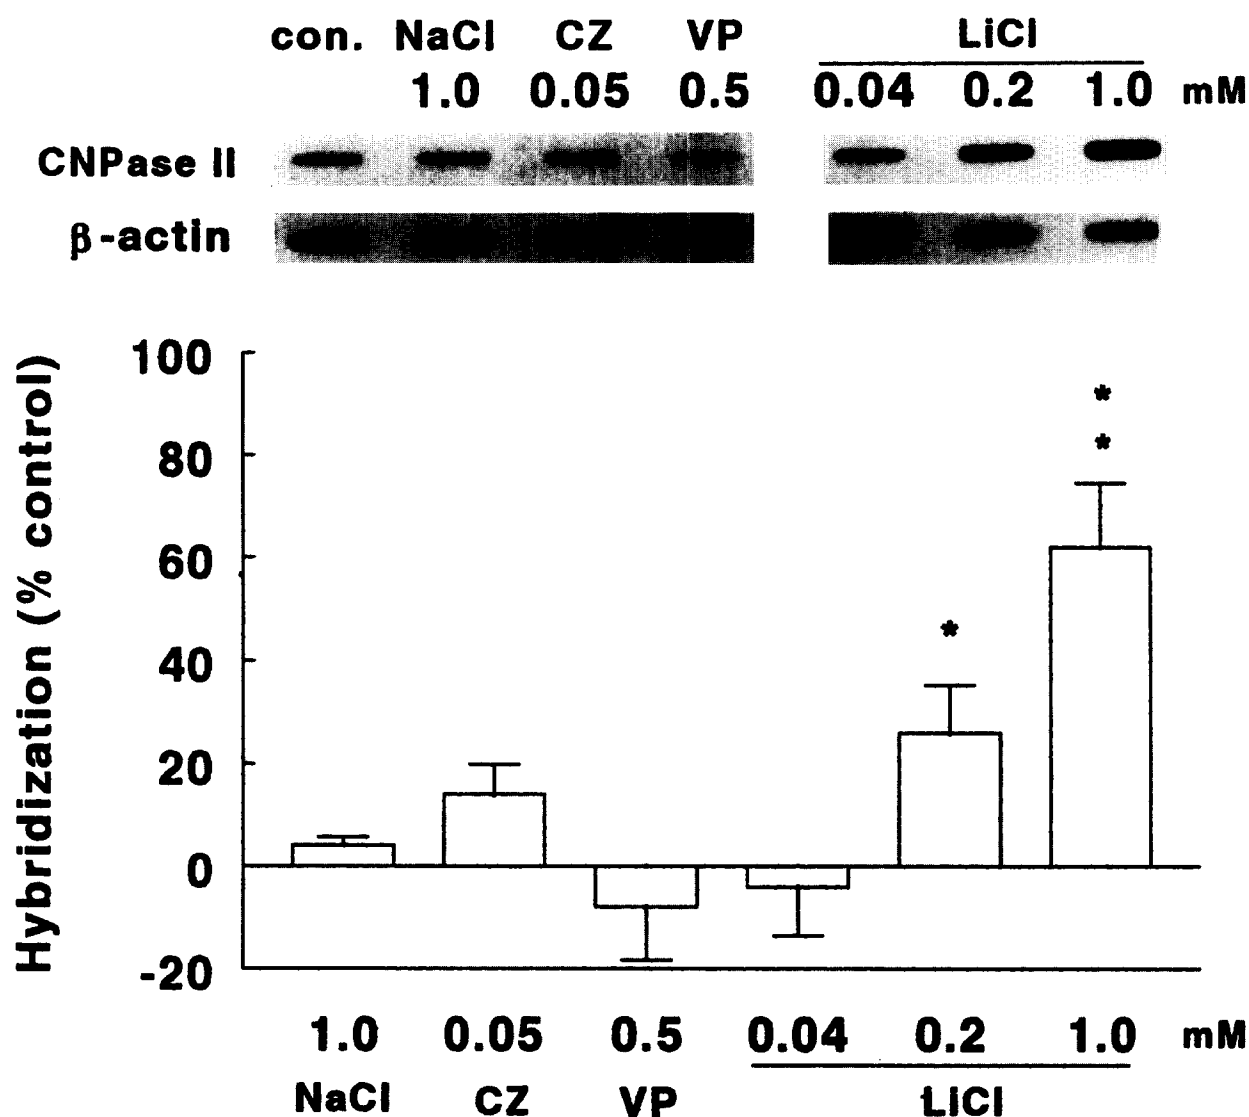 con. NaCl CZ VP LiCl
1.0 0.05 0.5 0.04 0.2 1.0 mM
CNPase II
β-actin
Hybridization (% control)
100
80
60
40
20
0
-20
* *
*
1.0 0.05 0.5 0.04 0.2 1.0 mM
NaCl CZ VP LiCl